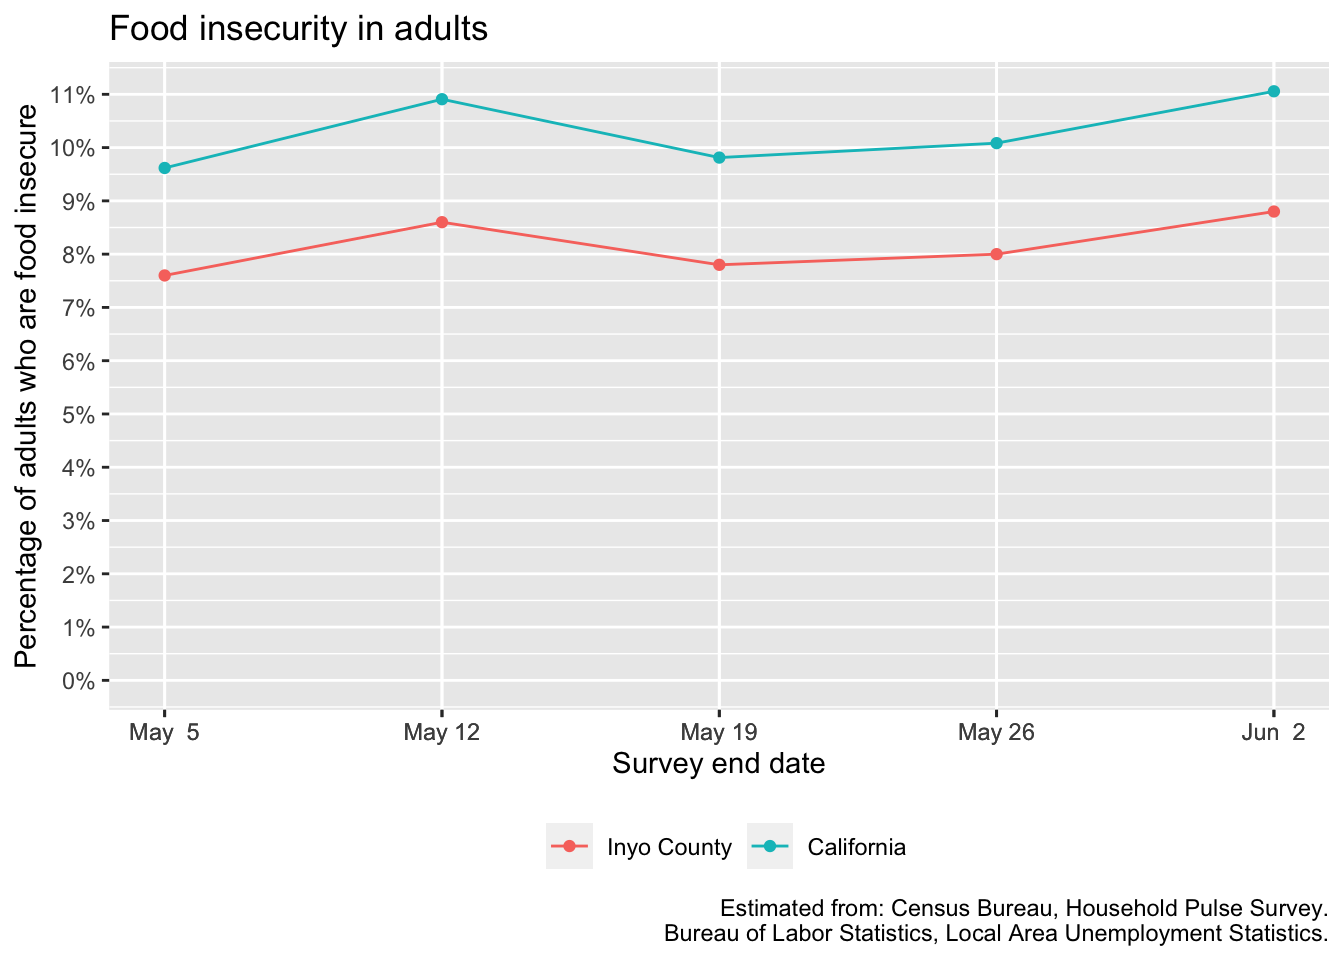 Food insecurity in adults
Percentage of adults who are food insecure
11%
10%
9%
8%
7%
6%
5%
4%
3%
2%
1%
0%
May  5 May 12 May 19 May 26 Jun  2
Survey end date
Inyo County California
Estimated from: Census Bureau, Household Pulse Survey.
Bureau of Labor Statistics, Local Area Unemployment Statistics.